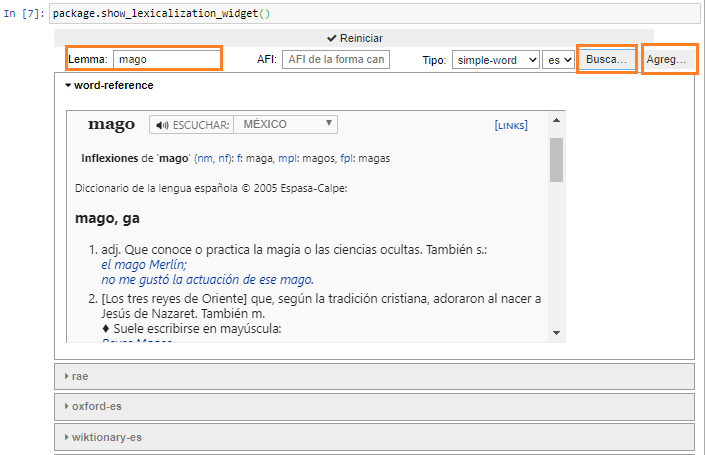 In [7]: package.show_lexicalization_widget()
✔ Reiniciar
Lemma: mago AFI: AFI de la forma can Tipo: simple-word es Busca... Agreg...
word-reference
mago ESCUCHAR: MÉXICO [LINKS]
Inflexiones de 'mago' (nm, nf): f: maga, mpl: magos, fpl: magas
Diccionario de la lengua española © 2005 Espasa-Calpe:
mago, ga
1. adj. Que conoce o practica la magia o las ciencias ocultas. También s.:
el mago Merlín;
no me gustó la actuación de ese mago.
2. [Los tres reyes de Oriente] que, según la tradición cristiana, adoraron al nacer a
Jesús de Nazaret. También m.
♦ Suele escribirse en mayúscula:
Reyes Magos
rae
oxford-es
wiktionary-es